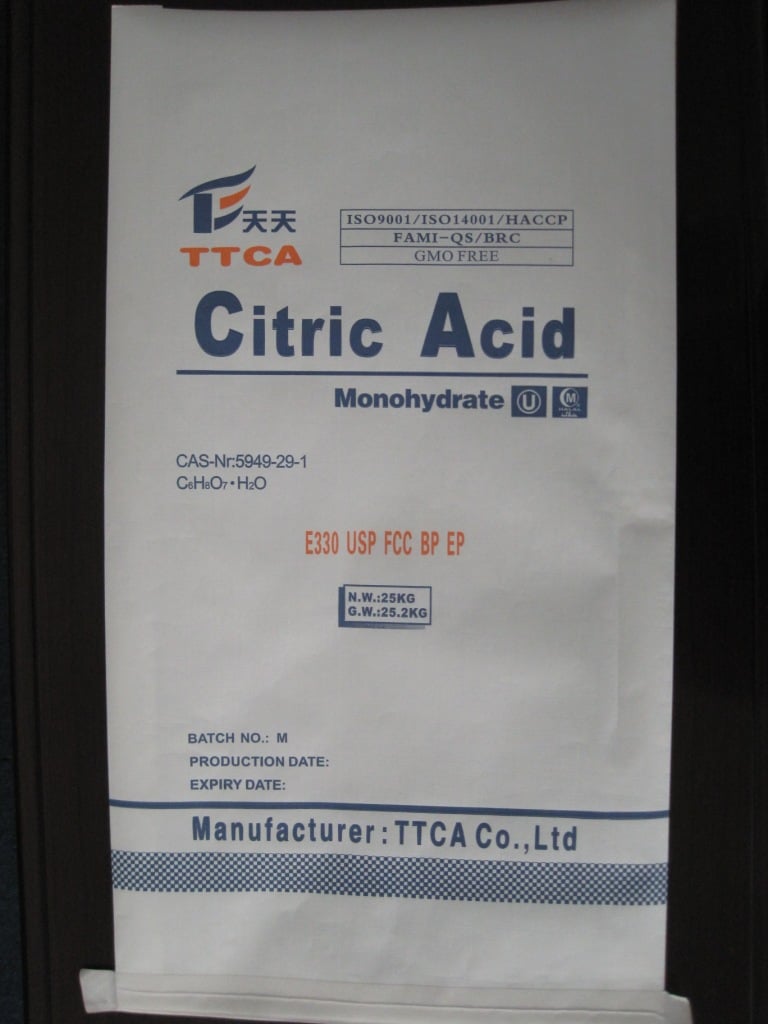 天天
TTCA
ISO9001/ISO14001/HACCP
FAMI-QS/BRC
GMO FREE
Citric Acid
Monohydrate U M
HALAL
CAS-Nr:5949-29-1
C₆H₈O₇·H₂O
E330 USP FCC BP EP
N.W.:25KG
G.W.:25.2KG
BATCH NO.: M
PRODUCTION DATE:
EXPIRY DATE:
Manufacturer:TTCA Co.,Ltd